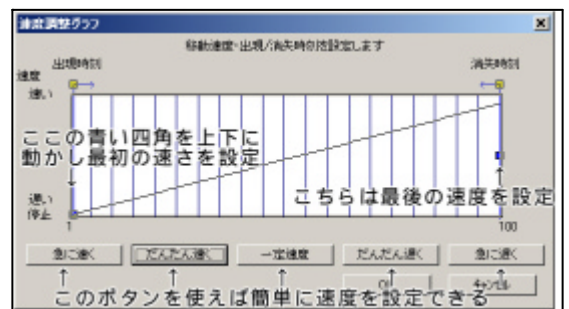 速度調整グラフ
移動速度・出現/消失時刻を設定します
出現時刻
消失時刻
速度
速い
ここの青い四角を上下に
動かし最初の速さを設定
こちらは最後の速度を設定
遅い
停止
1
100
急に速く
だんだん速く
一定速度
だんだん遅く
急に遅く
OK
キャンセル
このボタンを使えば簡単に速度を設定できる